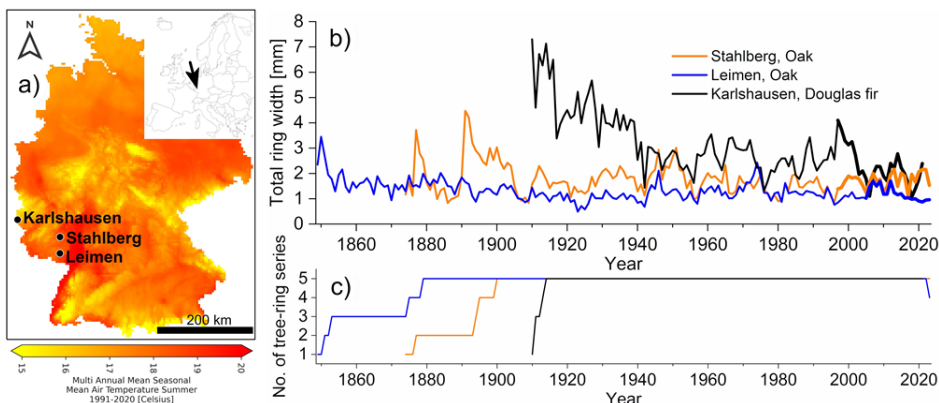 N
a)
Karlshausen
Stahlberg
Leimen
200 km
15 16 17 18 19 20
Multi Annual Mean Seasonal
Mean Air Temperature Summer
1991-2020 [Celsius]
b)
Total ring width [mm]
8
7
6
5
4
3
2
1
0
Stahlberg, Oak
Leimen, Oak
Karlshausen, Douglas fir
1860 1880 1900 1920 1940 1960 1980 2000 2020
Year
c)
No. of tree-ring series
5
4
3
2
1
1860 1880 1900 1920 1940 1960 1980 2000 2020
Year